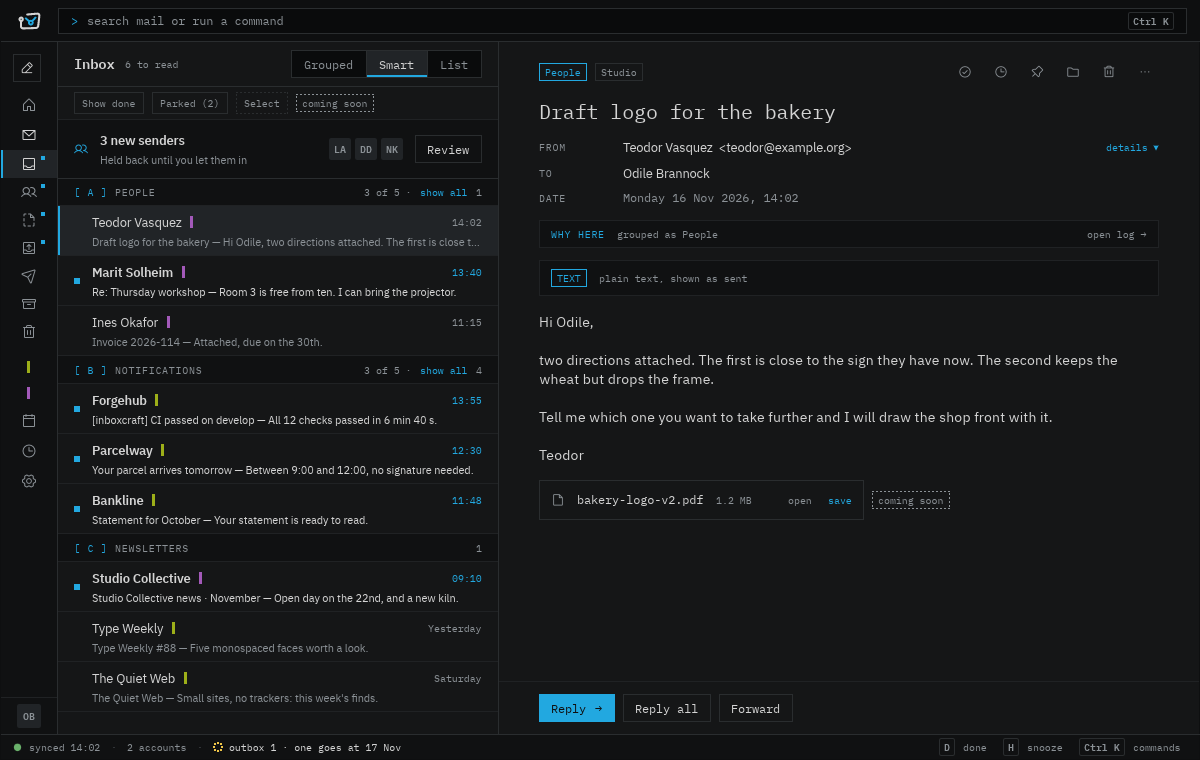 > search mail or run a command Ctrl K
Inbox 6 to read Grouped Smart List
Show done Parked (2) Select coming soon
3 new senders
Held back until you let them in
LA DD NK Review
[ A ] PEOPLE 3 of 5 · show all 1
Teodor Vasquez 14:02
Draft logo for the bakery — Hi Odile, two directions attached. The first is close t…
Marit Solheim 13:40
Re: Thursday workshop — Room 3 is free from ten. I can bring the projector.
Ines Okafor 11:15
Invoice 2026-114 — Attached, due on the 30th.
[ B ] NOTIFICATIONS 3 of 5 · show all 4
Forgehub 13:55
[inboxcraft] CI passed on develop — All 12 checks passed in 6 min 40 s.
Parcelway 12:30
Your parcel arrives tomorrow — Between 9:00 and 12:00, no signature needed.
Bankline 11:48
Statement for October — Your statement is ready to read.
[ C ] NEWSLETTERS 1
Studio Collective 09:10
Studio Collective news · November — Open day on the 22nd, and a new kiln.
Type Weekly Yesterday
Type Weekly #88 — Five monospaced faces worth a look.
The Quiet Web Saturday
The Quiet Web — Small sites, no trackers: this week's finds.
OB
People Studio
Draft logo for the bakery
FROM Teodor Vasquez <teodor@example.org> details ▾
TO Odile Brannock
DATE Monday 16 Nov 2026, 14:02
WHY HERE grouped as People open log →
TEXT plain text, shown as sent
Hi Odile,
two directions attached. The first is close to the sign they have now. The second keeps the
wheat but drops the frame.
Tell me which one you want to take further and I will draw the shop front with it.
Teodor
bakery-logo-v2.pdf 1.2 MB open save coming soon
Reply → Reply all Forward
synced 14:02 · 2 accounts · outbox 1 · one goes at 17 Nov D done H snooze Ctrl K commands